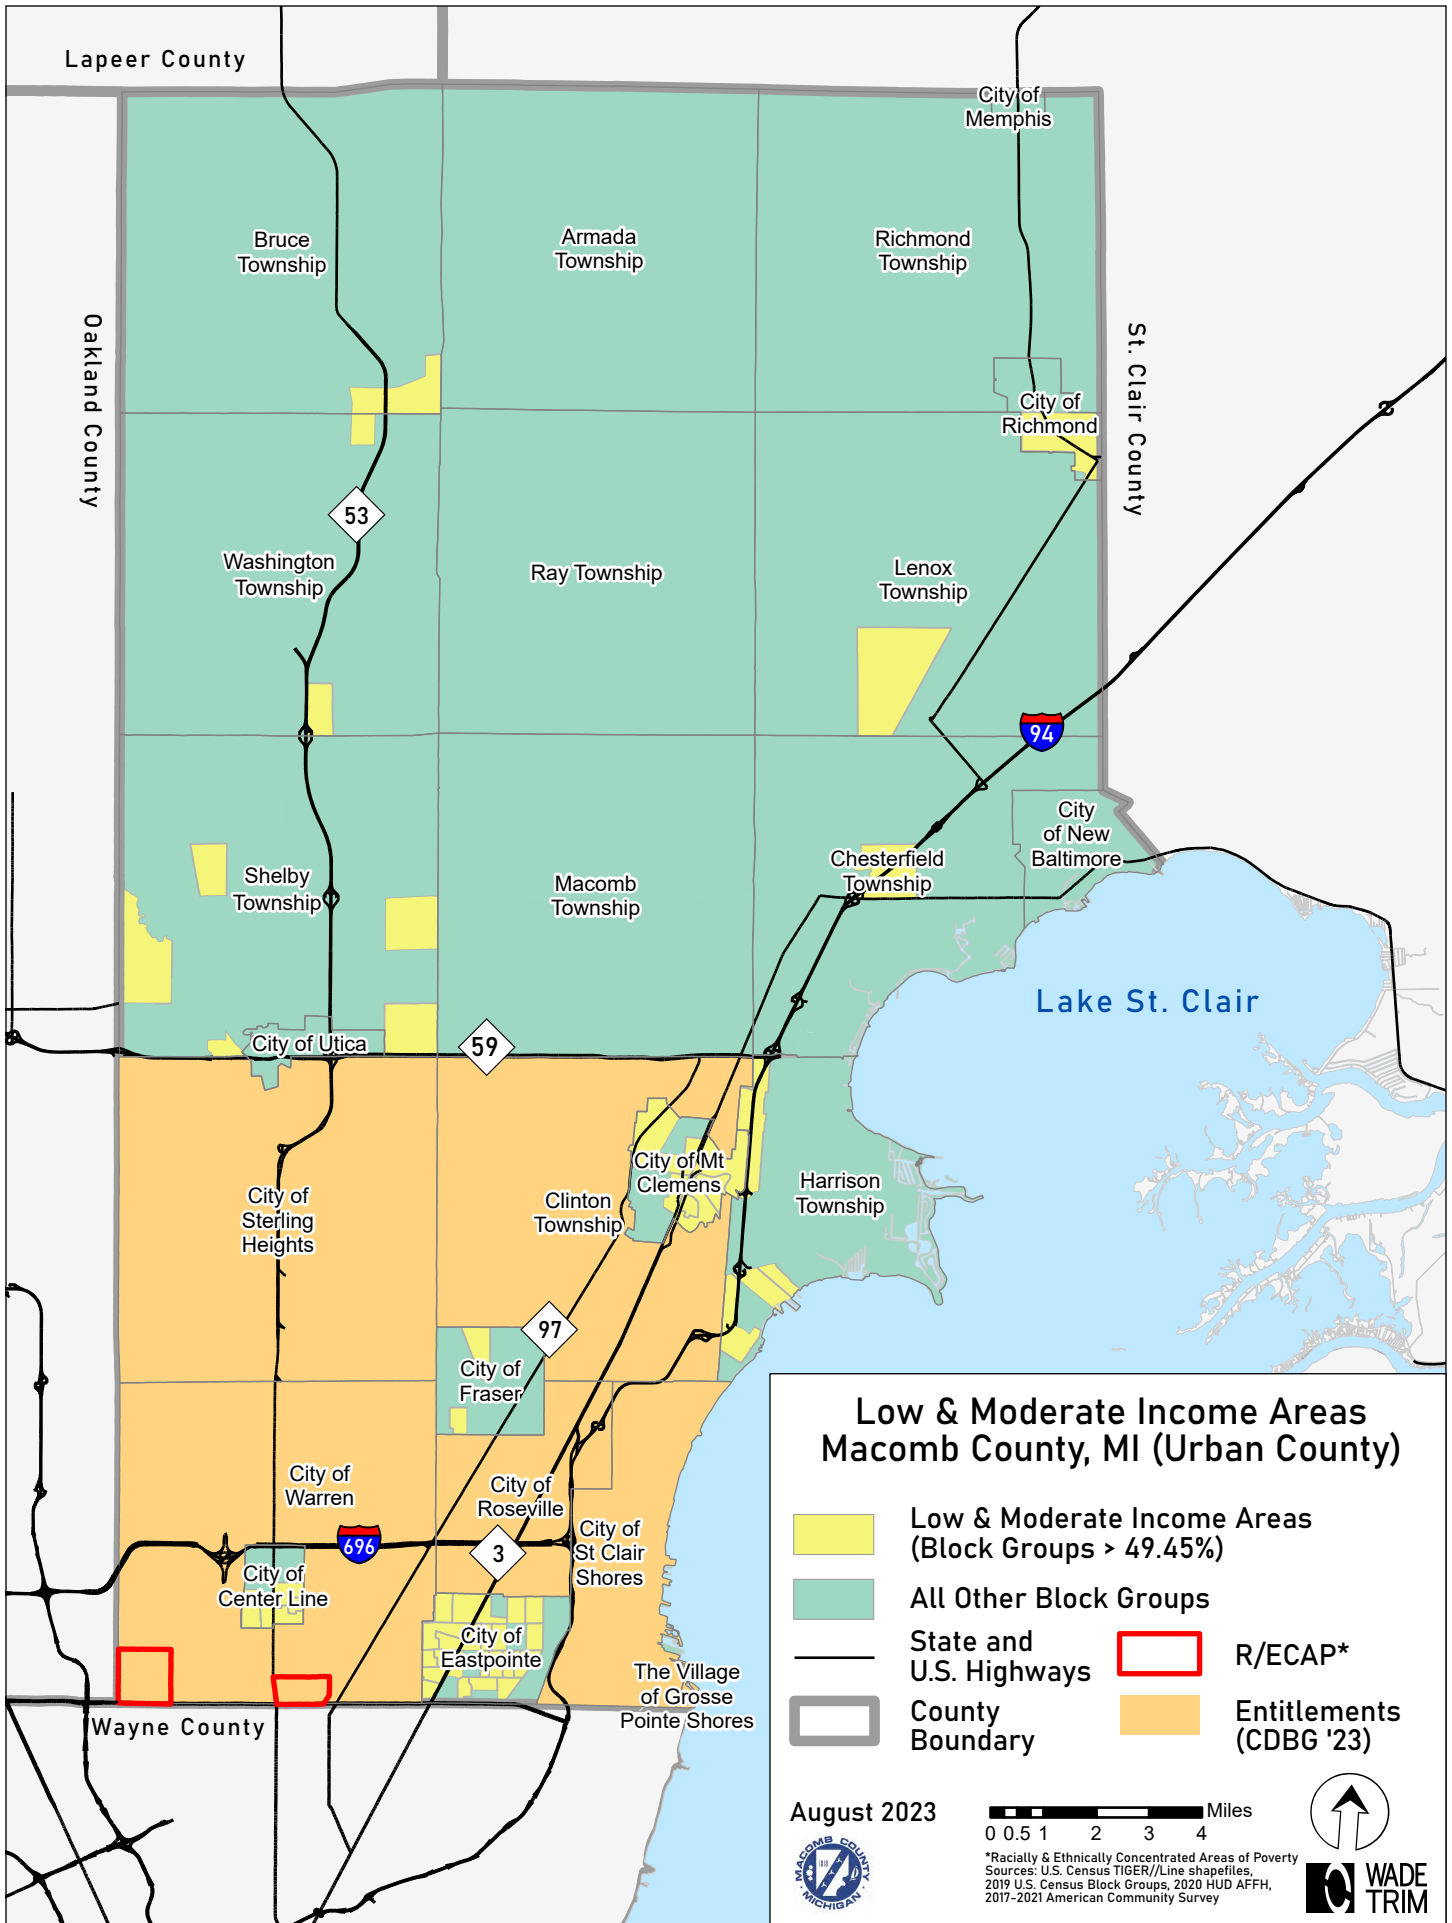 Lapeer County
City of
Memphis
Bruce
Township
Armada
Township
Richmond
Township
Oakland County
St. Clair County
City of
Richmond
53
Washington
Township
Ray Township
Lenox
Township
94
City
of New
Baltimore
Chesterfield
Township
Shelby
Township
Macomb
Township
Lake St. Clair
City of Utica
59
City of Mt
Clemens
City of
Sterling
Heights
Clinton
Township
Harrison
Township
97
City of
Fraser
City of
Warren
City of
Roseville
696
3
City of
St Clair
Shores
City of
Center Line
City of
Eastpointe
The Village
of Grosse
Pointe Shores
Wayne County
Low & Moderate Income Areas
Macomb County, MI (Urban County)
Low & Moderate Income Areas
(Block Groups > 49.45%)
All Other Block Groups
State and
U.S. Highways
R/ECAP*
County
Boundary
Entitlements
(CDBG '23)
August 2023
Miles
0 0.5 1 2 3 4
*Racially & Ethnically Concentrated Areas of Poverty
Sources: U.S. Census TIGER//Line shapefiles,
2019 U.S. Census Block Groups, 2020 HUD AFFH,
2017-2021 American Community Survey
MACOMB COUNTY
1818
MICHIGAN
WADE
TRIM